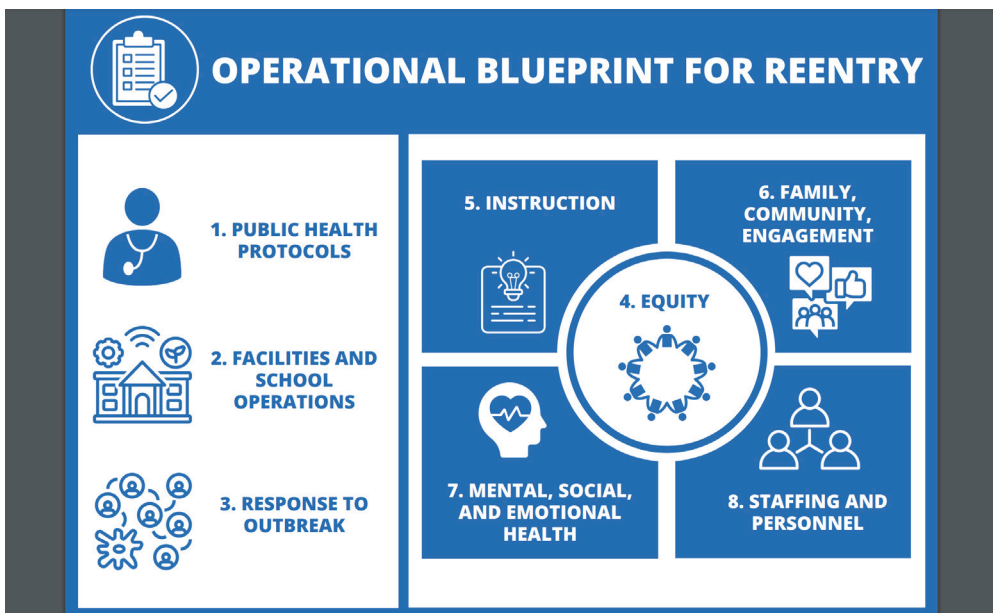 OPERATIONAL BLUEPRINT FOR REENTRY
1. PUBLIC HEALTH
PROTOCOLS
2. FACILITIES AND
SCHOOL
OPERATIONS
3. RESPONSE TO
OUTBREAK
4. EQUITY
5. INSTRUCTION
6. FAMILY,
COMMUNITY,
ENGAGEMENT
7. MENTAL, SOCIAL,
AND EMOTIONAL
HEALTH
8. STAFFING AND
PERSONNEL